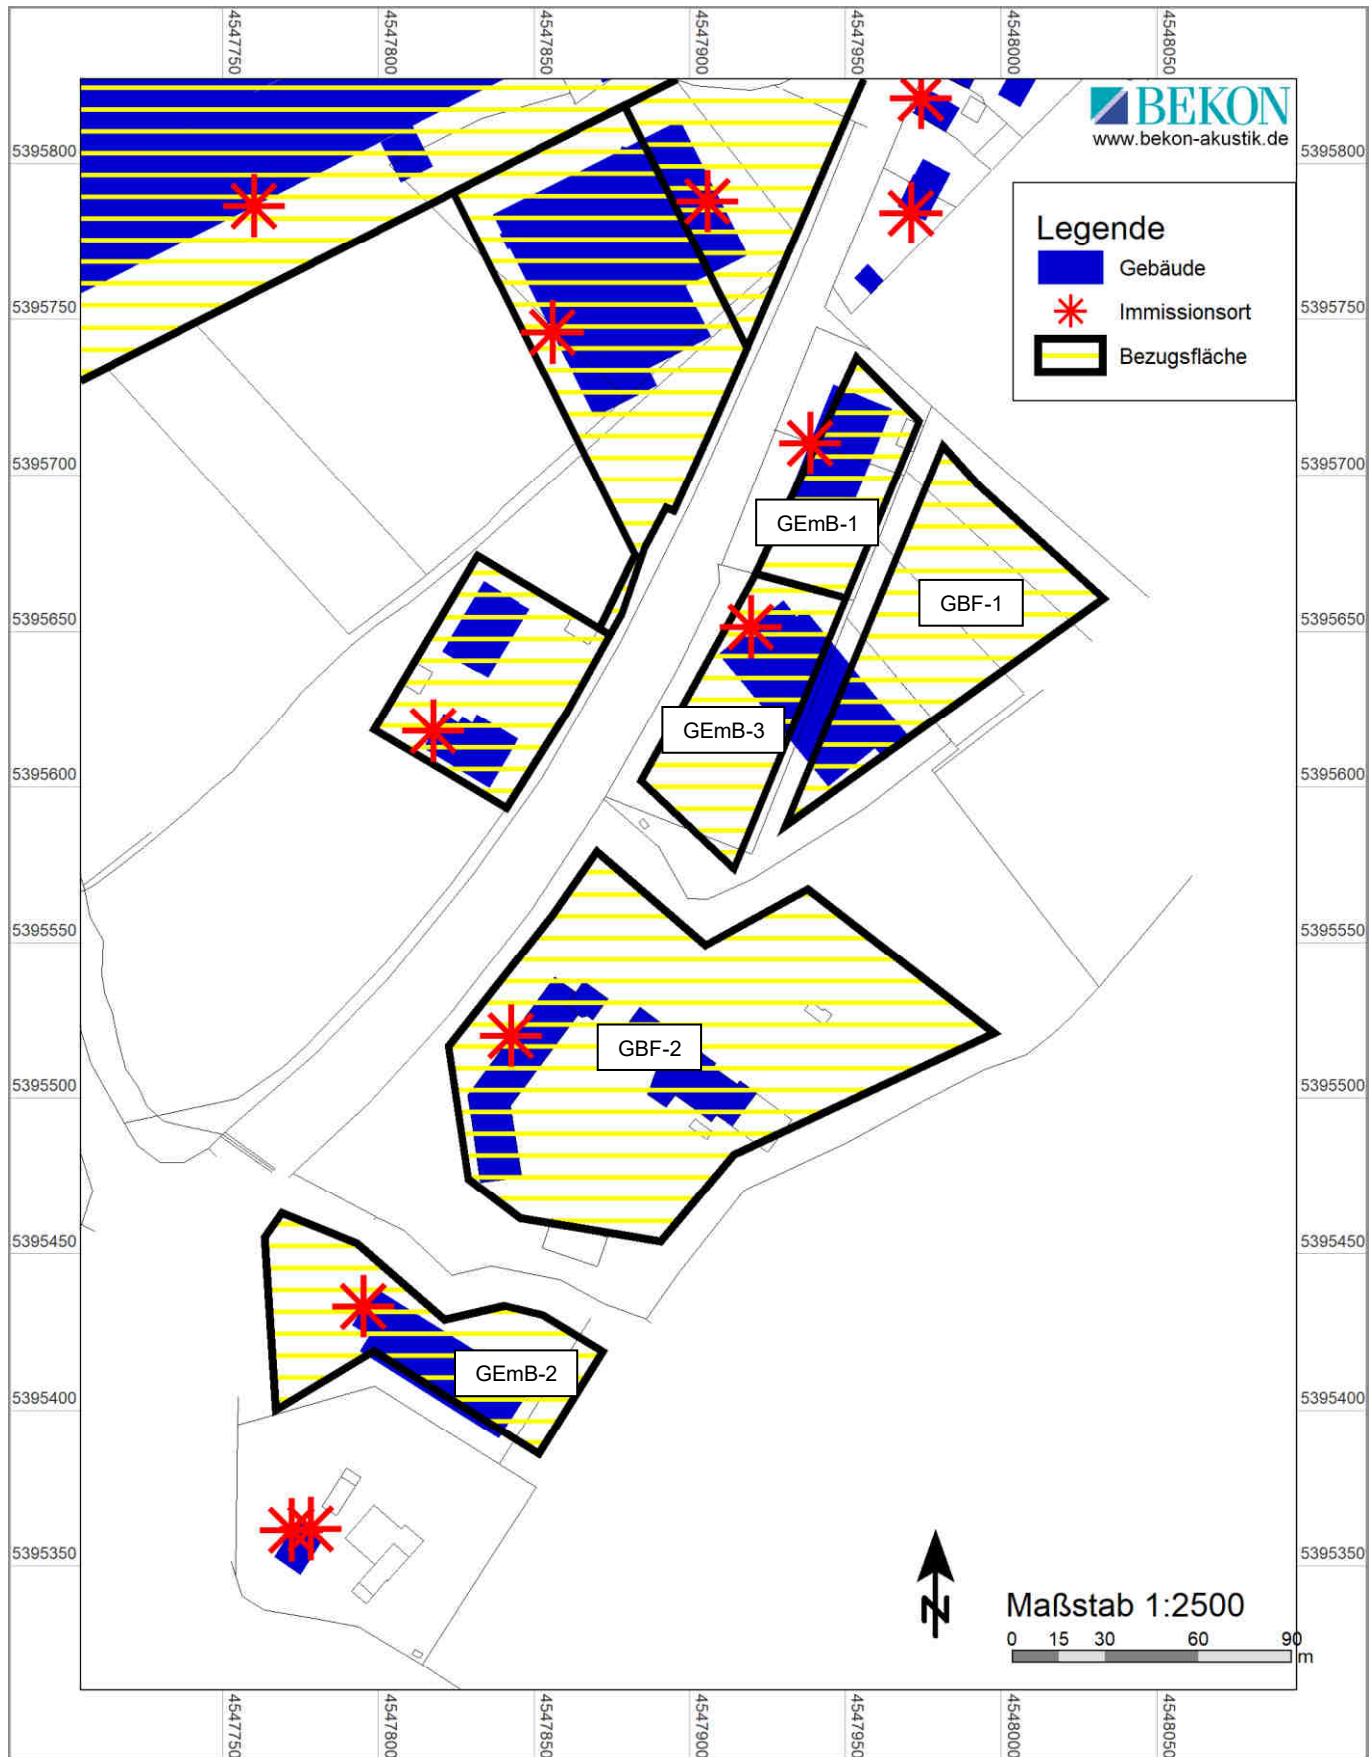 4547750
4547800
4547850
4547900
4547950
4548000
4548050
BEKON
www.bekon-akustik.de
5395800
5395800
Legende
Gebäude
Immissionsort
Bezugsfläche
5395750
5395750
5395700
5395700
GEmB-1
GBF-1
5395650
5395650
GEmB-3
5395600
5395600
5395550
5395550
GBF-2
5395500
5395500
5395450
5395450
GEmB-2
5395400
5395400
5395350
5395350
N
Maßstab 1:2500
0 15 30 60 90
m
4547750
4547800
4547850
4547900
4547950
4548000
4548050